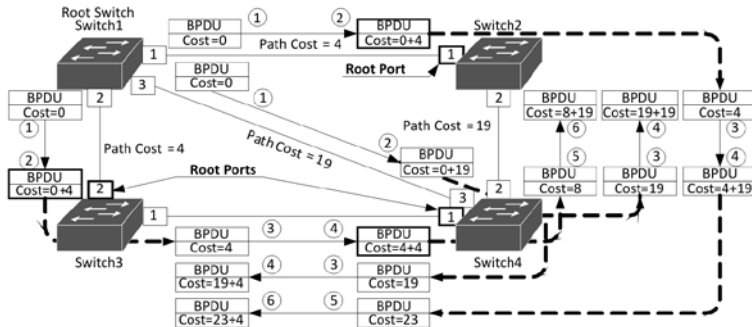 Root Switch
Switch1
BPDU
Cost=0
1
2
BPDU
Cost=0+4
Switch2
1
Path Cost = 4
1
Root Port
3
2
BPDU
Cost=0
1
BPDU
Cost=0
1
2
BPDU
Cost=0+4
Path Cost = 4
Path Cost = 19
2
BPDU
Cost=0+19
Path Cost = 19
2
BPDU
Cost=8+19
6
5
BPDU
Cost=8
BPDU
Cost=19+19
4
3
BPDU
Cost=19
BPDU
Cost=4
3
4
BPDU
Cost=4+19
2
Root Ports
2
3
1
1
Switch3
Switch4
BPDU
Cost=4
3
4
BPDU
Cost=4+4
BPDU
Cost=19+4
4
3
BPDU
Cost=19
BPDU
Cost=23+4
6
5
BPDU
Cost=23